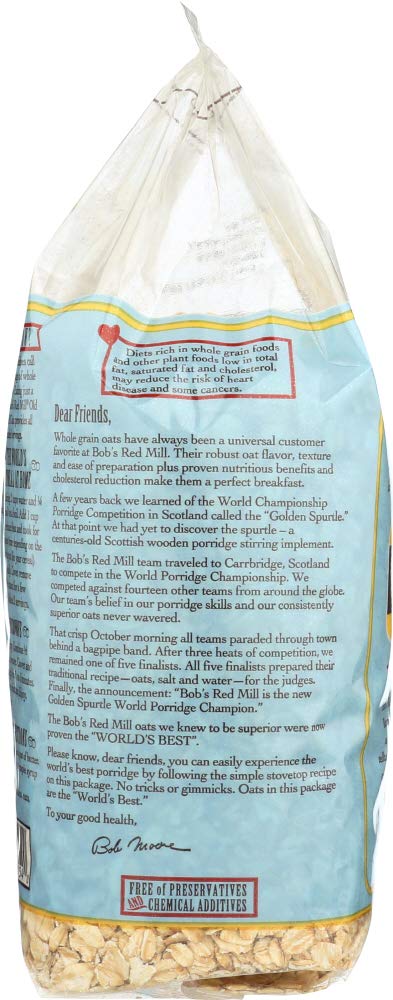 Diets rich in whole grain foods
and other plant foods low in total
fat, saturated fat and cholesterol,
may reduce the risk of heart
disease and some cancers.
Dear Friends,
Whole grain oats have always been a universal customer
favorite at Bob's Red Mill. Their robust oat flavor, texture
and ease of preparation plus proven nutritious benefits and
cholesterol reduction make them a perfect breakfast.
A few years back we learned of the World Championship
Porridge Competition in Scotland called the "Golden Spurtle."
At that point we had yet to discover the spurtle – a
centuries-old Scottish wooden porridge stirring implement.
The Bob's Red Mill team traveled to Carrbridge, Scotland
to compete in the World Porridge Championship. We
competed against fourteen other teams from around the globe.
Our team's belief in our porridge skills and our consistently
superior oats never wavered.
That crisp October morning all teams paraded through town
behind a bagpipe band. After three heats of competition, we
remained one of five finalists. All five finalists prepared their
traditional recipe—oats, salt and water—for the judges.
Finally, the announcement: "Bob's Red Mill is the new
Golden Spurtle World Porridge Champion."
The Bob's Red Mill oats we knew to be superior were now
proven the "WORLD'S BEST".
Please know, dear friends, you can easily experience the
world's best porridge by following the simple stovetop recipe
on this package. No tricks or gimmicks. Oats in this package
are the "World's Best."
To your good health,
Bob Moore
FREE of PRESERVATIVES
AND CHEMICAL ADDITIVES